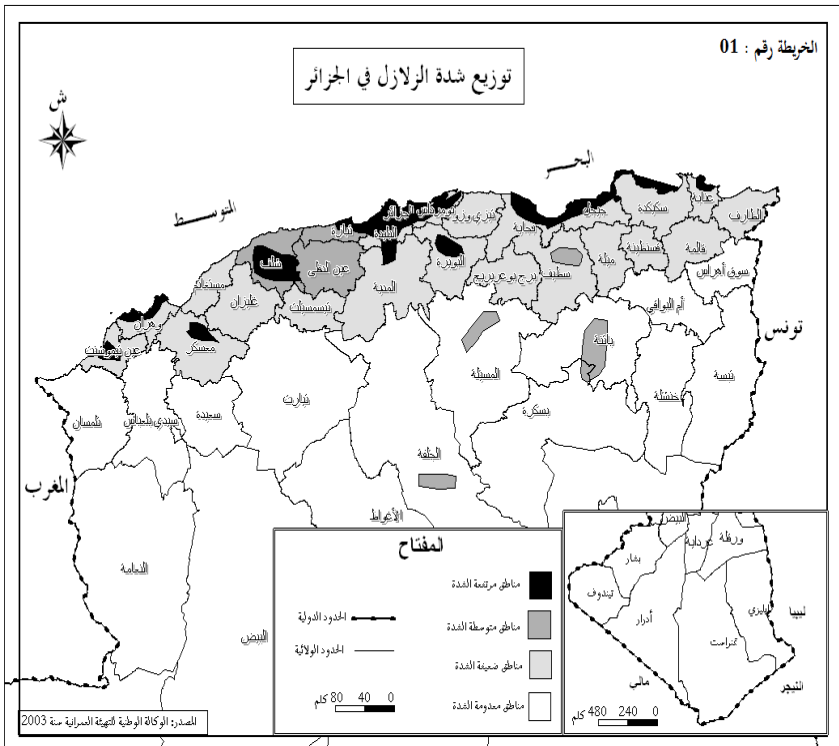 الخريطة رقم : 01
توزيع شدة الزلازل في الجزائر
ش
البحر
المتوسط
عنابة
سكيكدة
الطارف
جيجل
بجاية
تيزي وزو
بومرداس
الجزائر
تيبازة
البليدة
قالمة
قسنطينة
ميلة
سطيف
برج بوعريريج
البويرة
المدية
عين الدفلى
شلف
مستغانم
غليزان
تيسمسيلت
وهران
عين تيموشنت
معسكر
سوق أهراس
أم البواقي
تونس
باتنة
المسيلة
تبسة
خنشلة
بسكرة
تيارت
سعيدة
سيدي بلعباس
تلمسان
الجلفة
المغرب
الأغواط
النعامة
البيض
المفتاح
مناطق مرتفعة الشدة
مناطق متوسطة الشدة
مناطق ضعيفة الشدة
مناطق معدومة الشدة
الحدود الدولية
الحدود الولائية
80 40 0 كلم
البيض
غرداية
ورقلة
بشار
تيندوف
أدرار
إيليزي
تمنراست
ليبيا
مالي
النيجر
480 240 0 كلم
المصدر: الوكالة الوطنية للتهيئة العمرانية سنة 2003